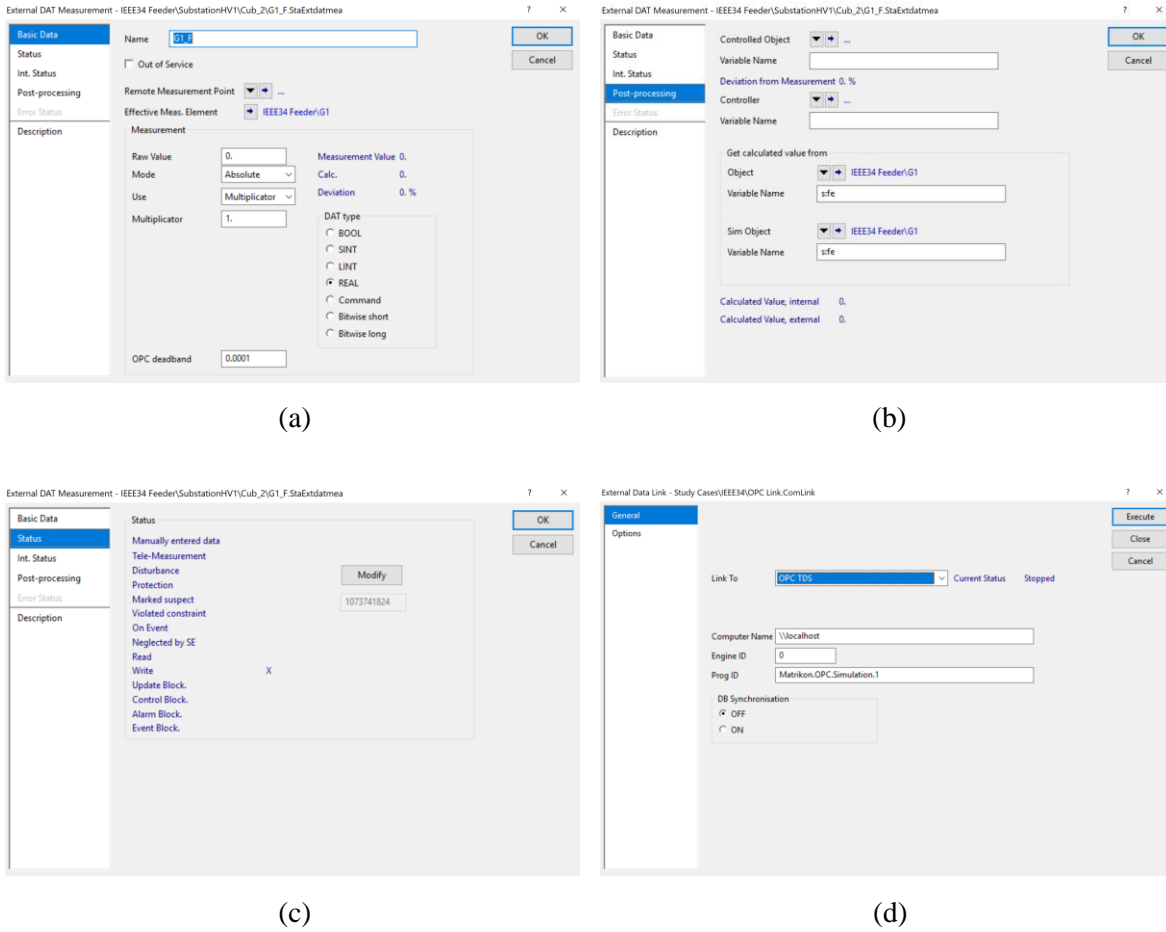 External DAT Measurement - IEEE34 Feeder\SubstationHV1\Cub_2\G1_F.StaExtdatmea ? ×
Basic Data
Status
Int. Status
Post-processing
Error Status
Description
Name G1_F
Out of Service
Remote Measurement Point ...
Effective Meas. Element IEEE34 Feeder\G1
Measurement
Raw Value 0. Measurement Value 0.
Mode Absolute Calc. 0.
Use Multiplicator Deviation 0. %
Multiplicator 1. DAT type
BOOL
SINT
LINT
REAL
Command
Bitwise short
Bitwise long
OPC deadband 0.0001
OK
Cancel
(a)
External DAT Measurement - IEEE34 Feeder\SubstationHV1\Cub_2\G1_F.StaExtdatmea ? ×
Basic Data
Status
Int. Status
Post-processing
Error Status
Description
Controlled Object ...
Variable Name
Deviation from Measurement 0. %
Controller ...
Variable Name
Get calculated value from
Object IEEE34 Feeder\G1
Variable Name s:fe
Sim Object IEEE34 Feeder\G1
Variable Name s:fe
Calculated Value, internal 0.
Calculated Value, external 0.
OK
Cancel
(b)
External DAT Measurement - IEEE34 Feeder\SubstationHV1\Cub_2\G1_F.StaExtdatmea ? ×
Basic Data
Status
Int. Status
Post-processing
Error Status
Description
Status
Manually entered data
Tele-Measurement
Disturbance
Protection
Marked suspect
Violated constraint
On Event
Neglected by SE
Read
Write X
Update Block.
Control Block.
Alarm Block.
Event Block.
Modify
1073741824
OK
Cancel
(c)
External Data Link - Study Cases\IEEE34\OPC Link.ComLink ? ×
General
Options
Link To OPC TDS Current Status Stopped
Computer Name \\localhost
Engine ID 0
Prog ID Matrikon.OPC.Simulation.1
DB Synchronisation
OFF
ON
Execute
Close
Cancel
(d)